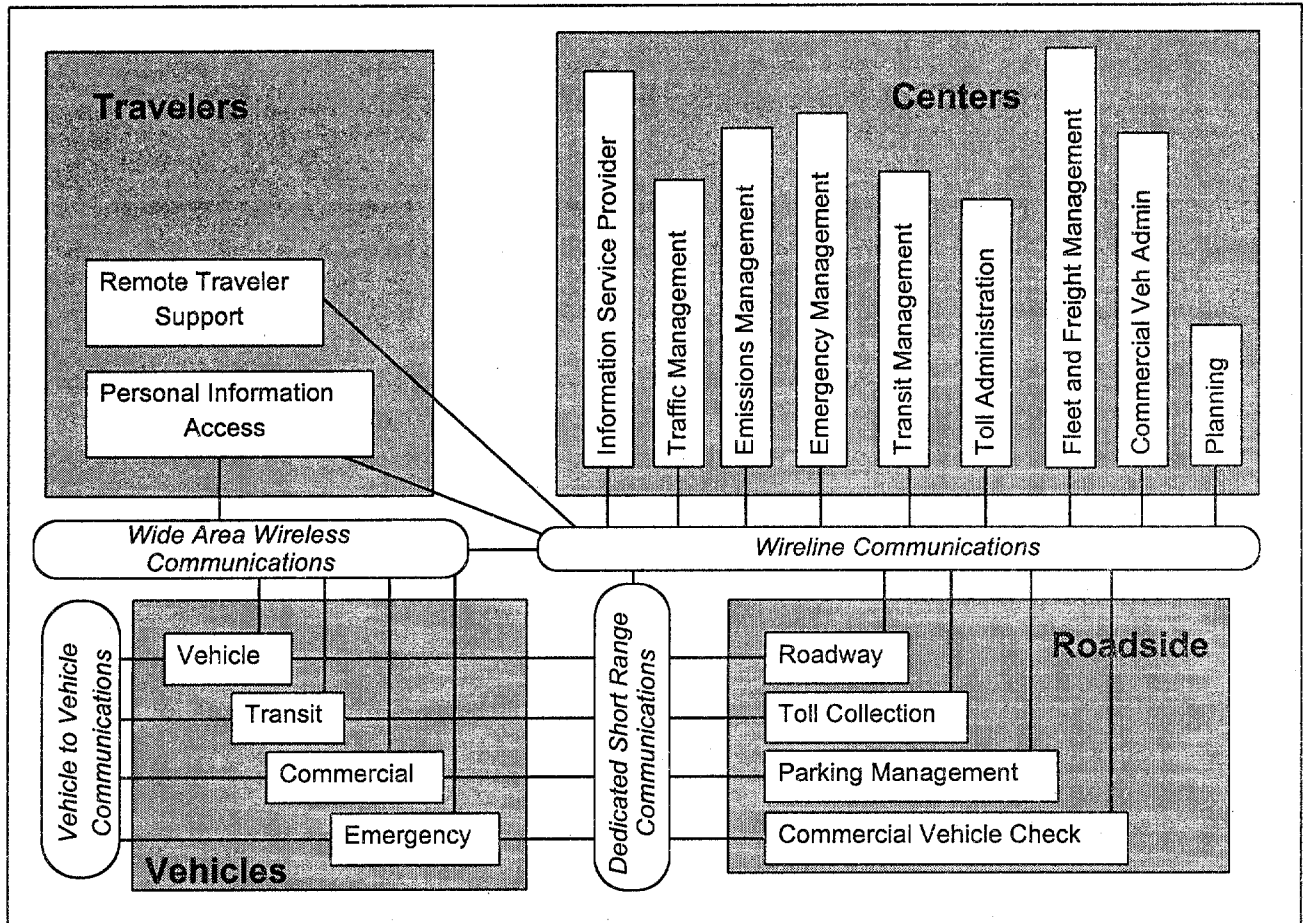 Travelers
Remote Traveler
Support
Personal Information
Access
Centers
Information Service Provider
Traffic Management
Emissions Management
Emergency Management
Transit Management
Toll Administration
Fleet and Freight Management
Commercial Veh Admin
Planning
Wide Area Wireless
Communications
Wireline Communications
Vehicle to Vehicle
Communications
Vehicle
Transit
Commercial
Emergency
Vehicles
Dedicated Short Range
Communications
Roadside
Roadway
Toll Collection
Parking Management
Commercial Vehicle Check